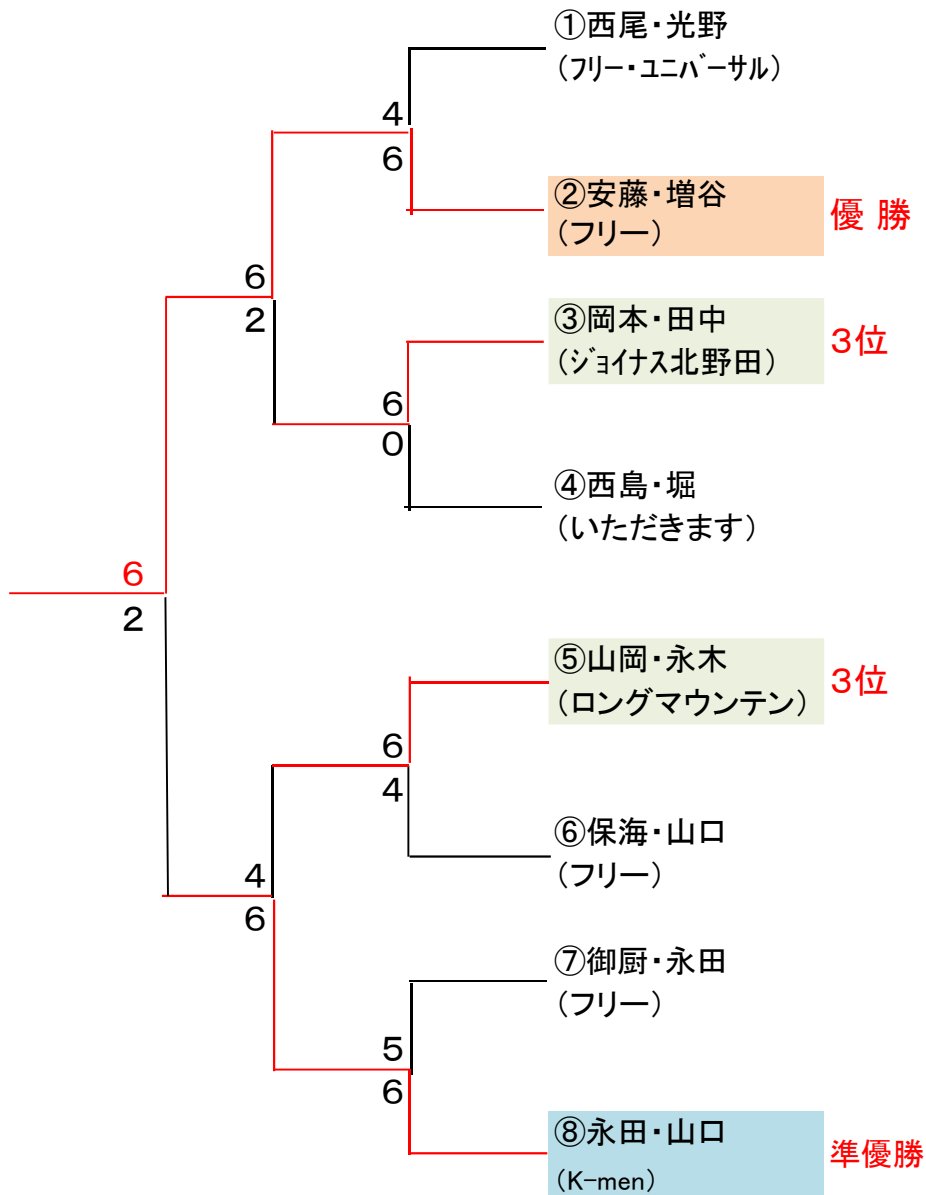 ①西尾・光野
（フリー・ユニバーサル）
4
6
②安藤・増谷
（フリー）
優 勝
6
2
③岡本・田中
（ジョイナス北野田）
3位
6
0
④西島・堀
（いただきます）
6
2
⑤山岡・永木
（ロングマウンテン）
3位
6
4
⑥保海・山口
（フリー）
4
6
⑦御厨・永田
（フリー）
5
6
⑧永田・山口
（K-men）
準優勝